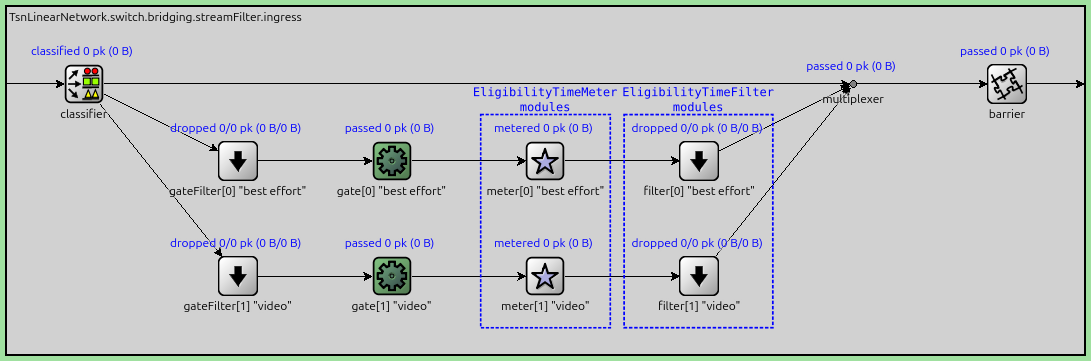 TsnLinearNetwork.switch.bridging.streamFilter.ingress
classified 0 pk (0 B)
passed 0 pk (0 B)
passed 0 pk (0 B)
classifier
multiplexer
barrier
EligibilityTimeMeter
modules
EligibilityTimeFilter
modules
dropped 0/0 pk (0 B/0 B)
passed 0 pk (0 B)
metered 0 pk (0 B)
dropped 0/0 pk (0 B/0 B)
gateFilter[0] "best effort"
gate[0] "best effort"
meter[0] "best effort"
filter[0] "best effort"
dropped 0/0 pk (0 B/0 B)
passed 0 pk (0 B)
metered 0 pk (0 B)
dropped 0/0 pk (0 B/0 B)
gateFilter[1] "video"
gate[1] "video"
meter[1] "video"
filter[1] "video"